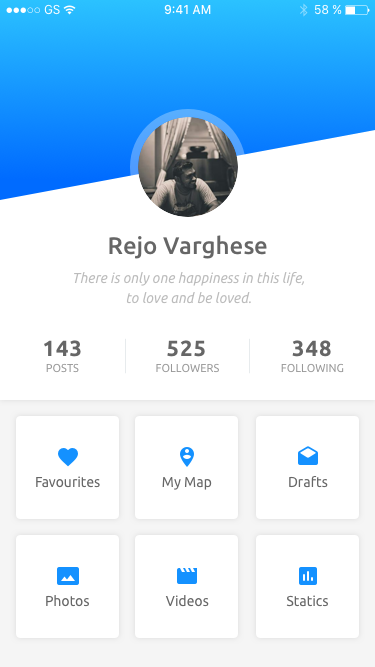 GS 9:41 AM 58 %
Rejo Varghese
There is only one happiness in this life,
to love and be loved.
143 525 348
POSTS FOLLOWERS FOLLOWING
Favourites My Map Drafts
Photos Videos Statics